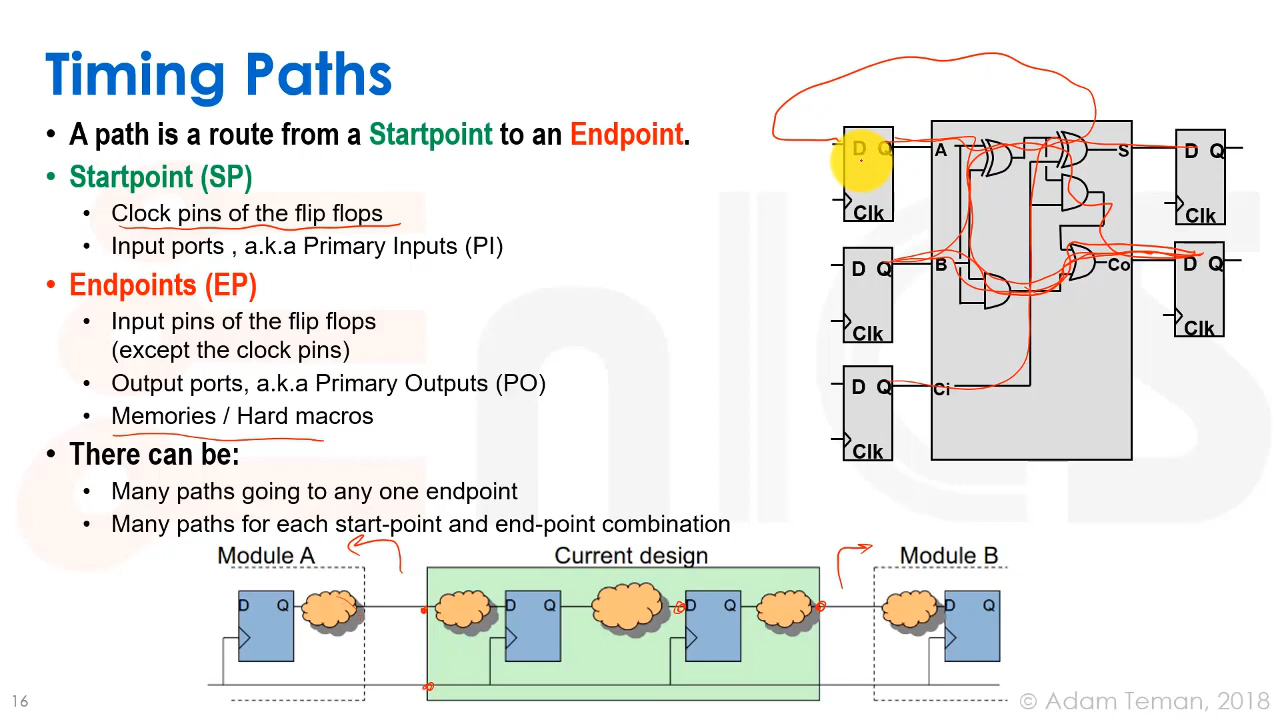 Timing Paths
• A path is a route from a Startpoint to an Endpoint.
• Startpoint (SP)
• Clock pins of the flip flops
• Input ports , a.k.a Primary Inputs (PI)
• Endpoints (EP)
• Input pins of the flip flops
(except the clock pins)
• Output ports, a.k.a Primary Outputs (PO)
• Memories / Hard macros
• There can be:
• Many paths going to any one endpoint
• Many paths for each start-point and end-point combination
D Q
Clk
D Q
Clk
D Q
Clk
A
B
Ci
S
Co
D Q
Clk
D Q
Clk
Module A
Current design
Module B
D Q
D Q
D Q
D Q
EnICS
16
© Adam Teman, 2018